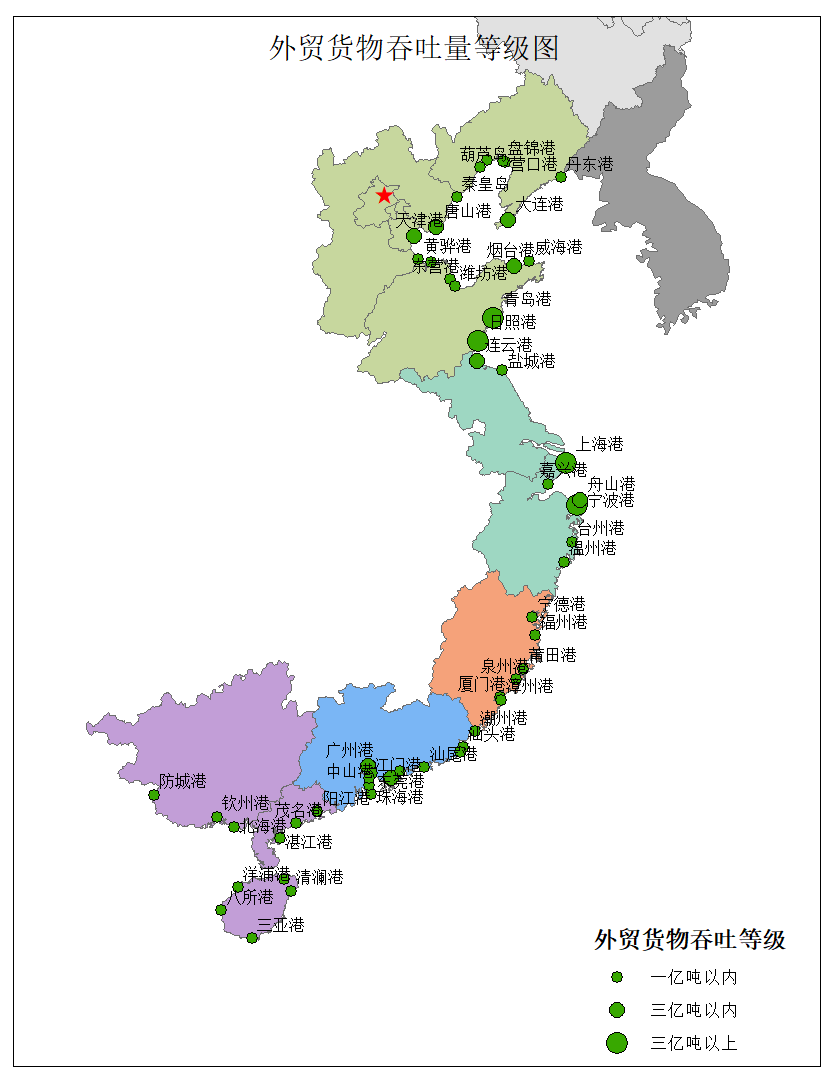 外贸货物吞吐量等级图
盘锦港
葫芦岛
营口港
丹东港
秦皇岛
大连港
唐山港
天津港
黄骅港
烟台港
威海港
东营港
潍坊港
青岛港
日照港
连云港
盐城港
上海港
嘉兴港
舟山港
宁波港
台州港
温州港
宁德港
福州港
莆田港
泉州港
厦门港
漳州港
潮州港
汕头港
广州港
汕尾港
江门港
中山港
东莞港
防城港
阳江港
珠海港
钦州港
茂名港
北海港
湛江港
洋浦港
清澜港
八所港
三亚港
外贸货物吞吐等级
一亿吨以内
三亿吨以内
三亿吨以上